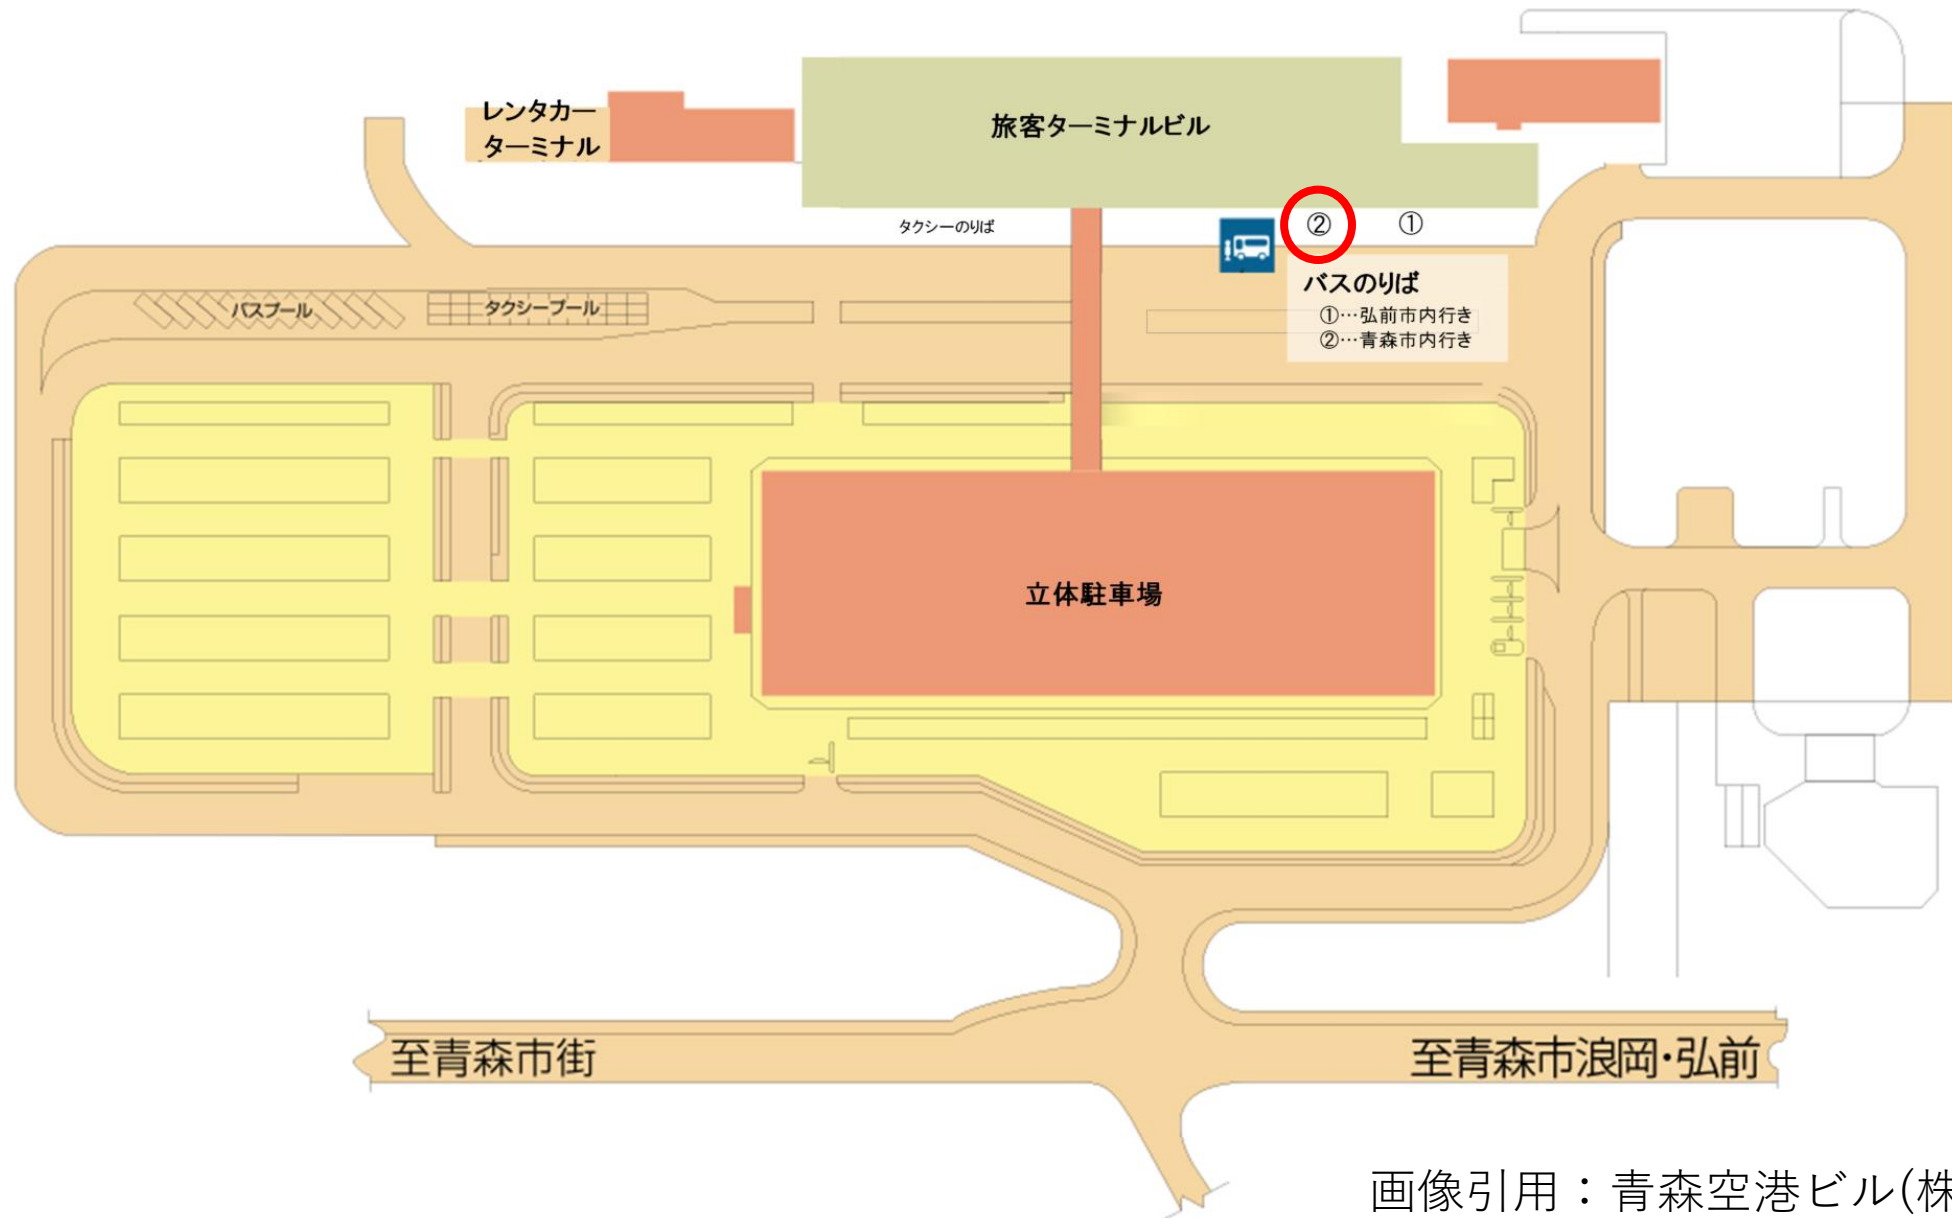 レンタカー
ターミナル
旅客ターミナルビル
タクシーのりば
②
①
バスのりば
①…弘前市内行き
②…青森市内行き
バスプール
タクシープール
立体駐車場
至青森市街
至青森市浪岡・弘前
画像引用：青森空港ビル(株